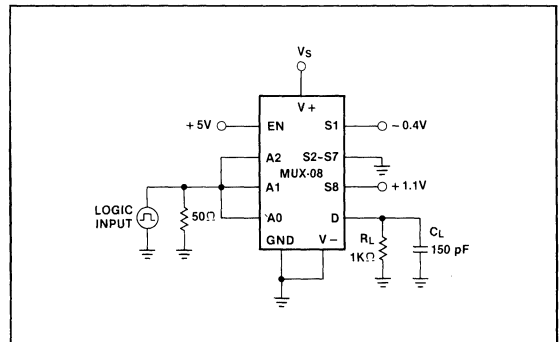 VS
V+
+5V EN S1 -0.4V
A2 S2-S7
MUX-08
A1 S8 +1.1V
LOGIC INPUT 50Ω A0 D
GND V-
RL 1KΩ
CL 150 pF